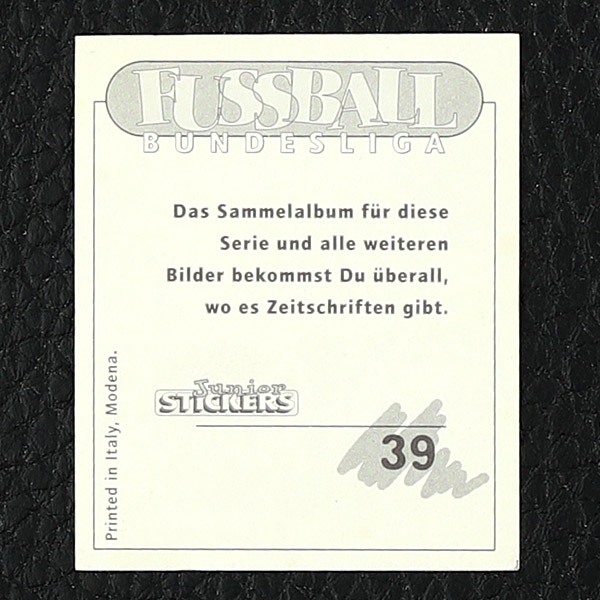 FUSSBALL
BUNDESLIGA
Das Sammelalbum für diese
Serie und alle weiteren
Bilder bekommst Du überall,
wo es Zeitschriften gibt.
Junior
STICKERS
39
Printed in Italy, Modena.